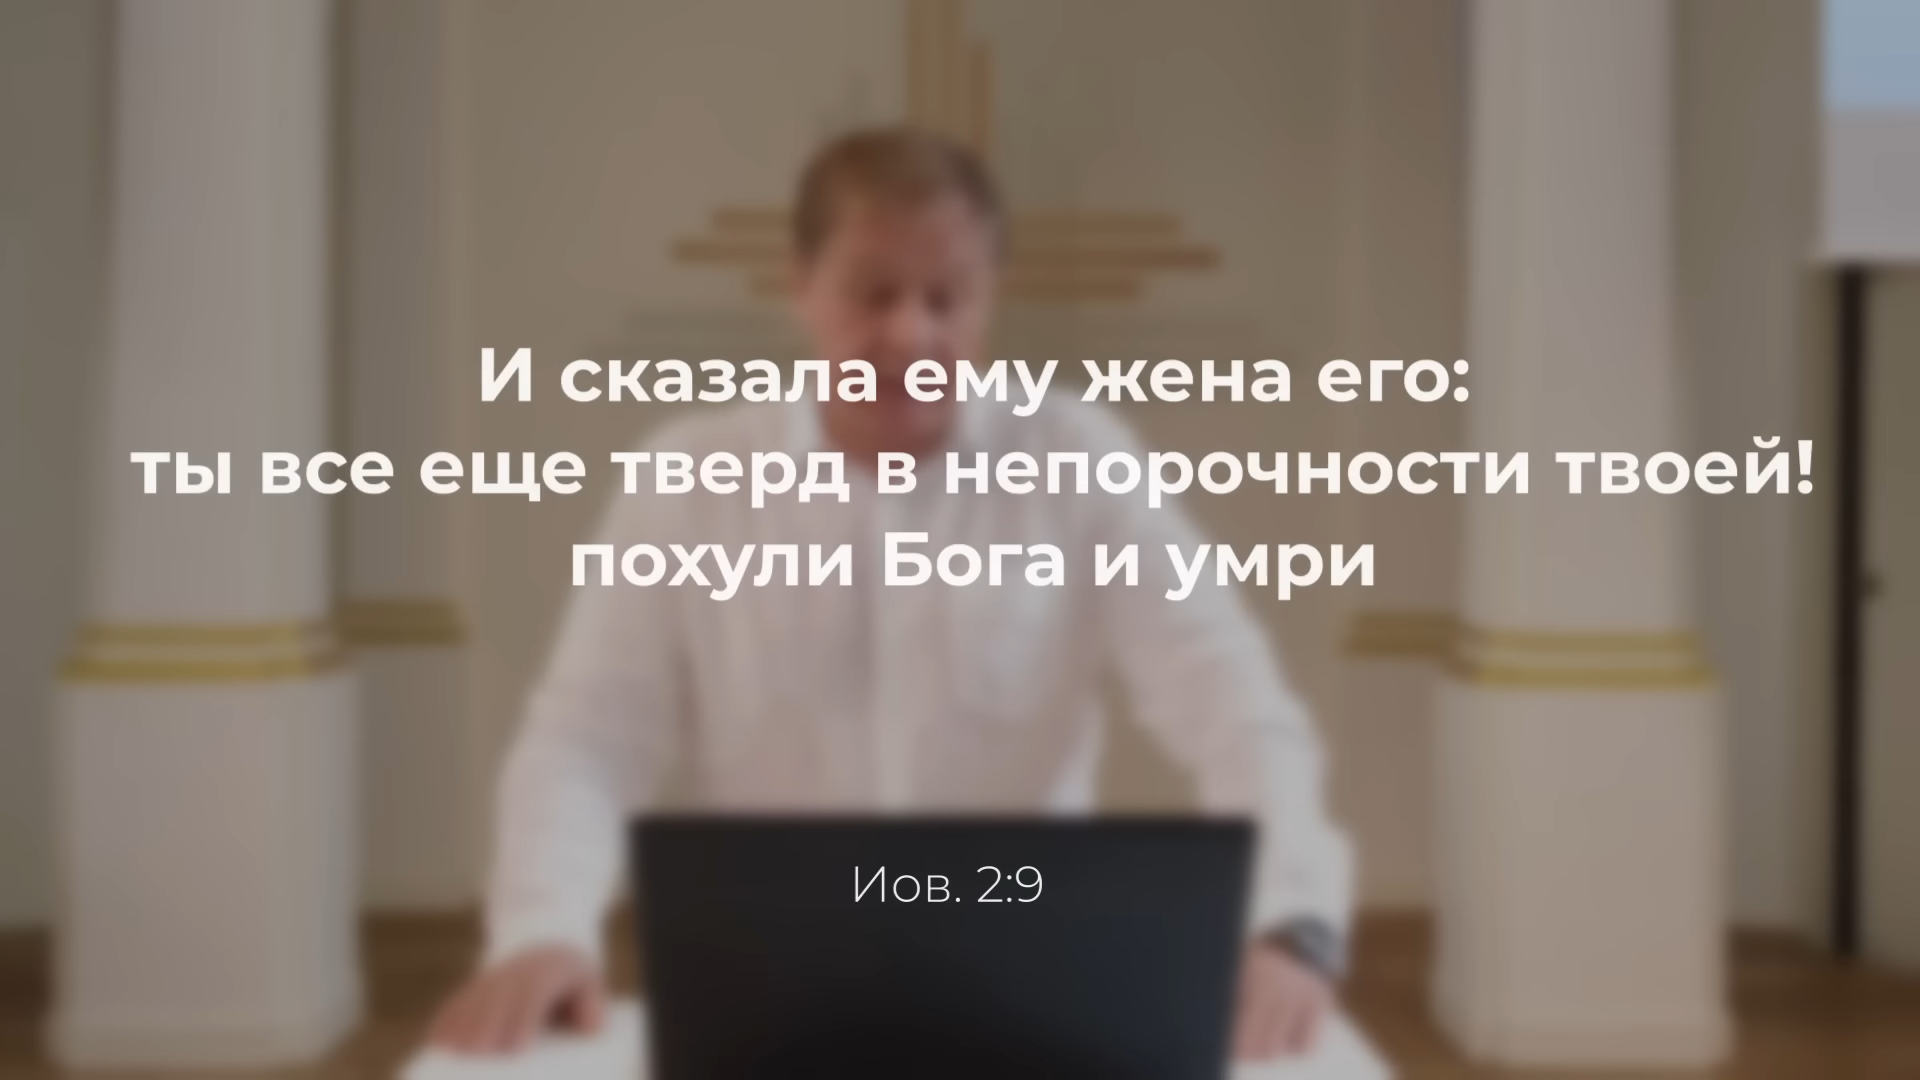 И сказала ему жена его:
ты все еще тверд в непорочности твоей!
похули Бога и умри
Иов. 2:9